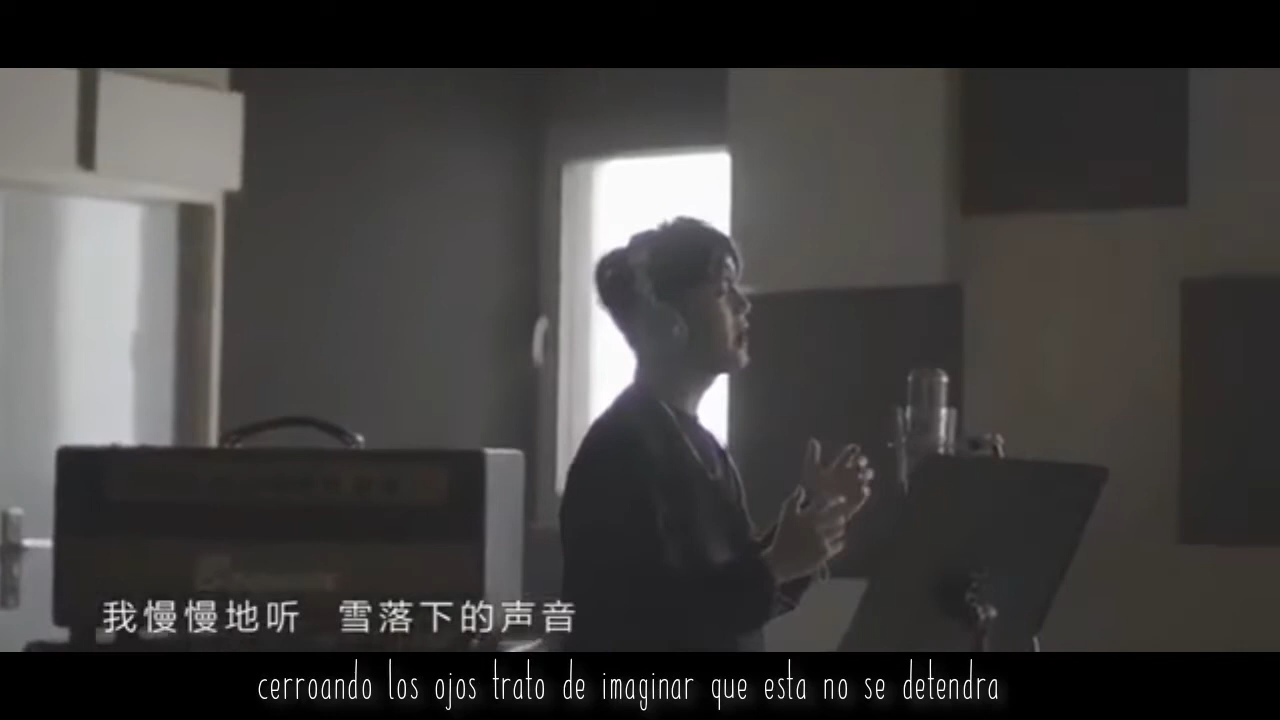 我慢慢地听 雪落下的声音
cerroando los ojos trato de imaginar que esta no se detendra